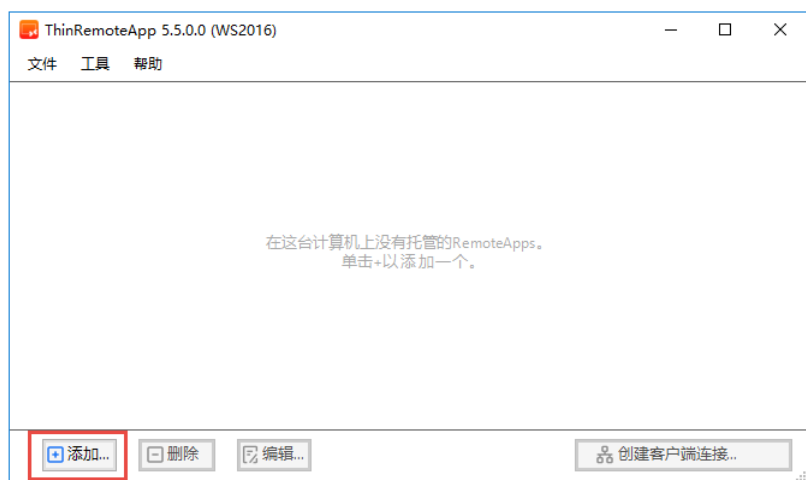 ThinRemoteApp 5.5.0.0 (WS2016)
文件 工具 帮助
在这台计算机上没有托管的RemoteApps。
单击+以添加一个。
添加... 删除 编辑... 创建客户端连接...